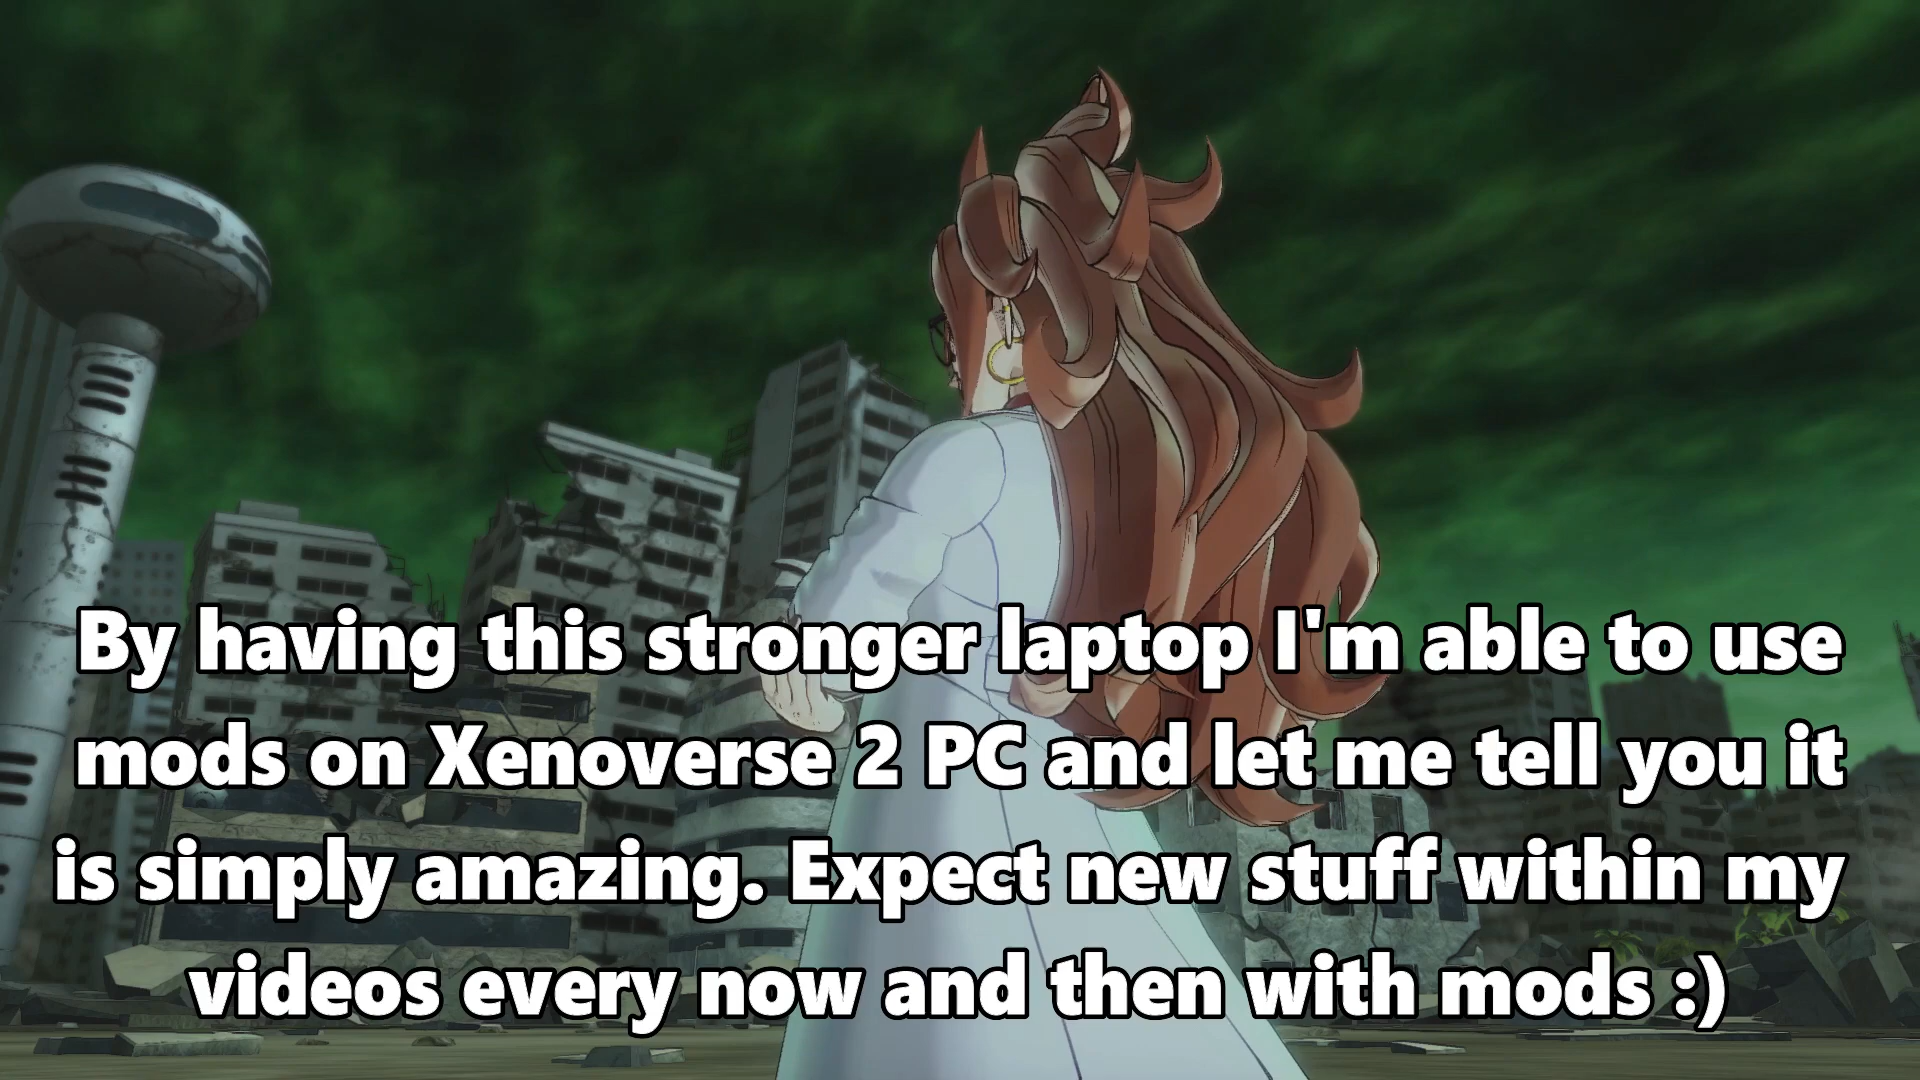 By having this stronger laptop I'm able to use
mods on Xenoverse 2 PC and let me tell you it
is simply amazing. Expect new stuff within my
videos every now and then with mods :)